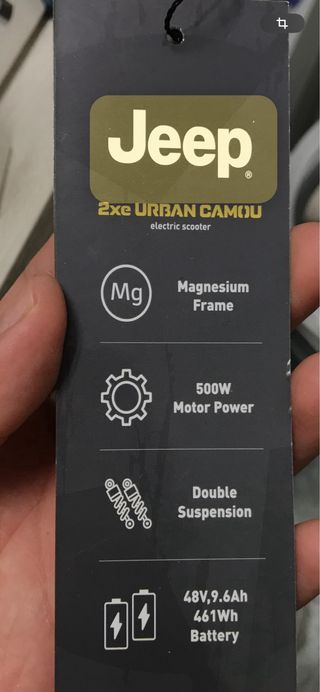 Jeep
®
2xe URBAN CAMOU
electric scooter
Mg
Magnesium
Frame
500W
Motor Power
Double
Suspension
48V,9.6Ah
461Wh
Battery